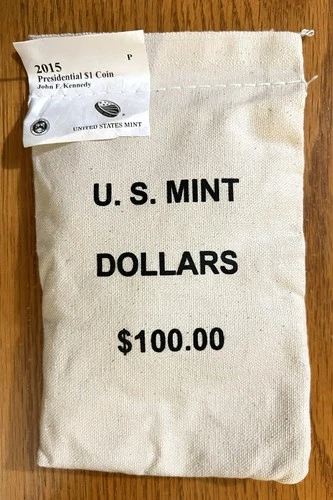 2015 P
Presidential $1 Coin
John F. Kennedy
UNITED STATES MINT
U. S. MINT
DOLLARS
$100.00